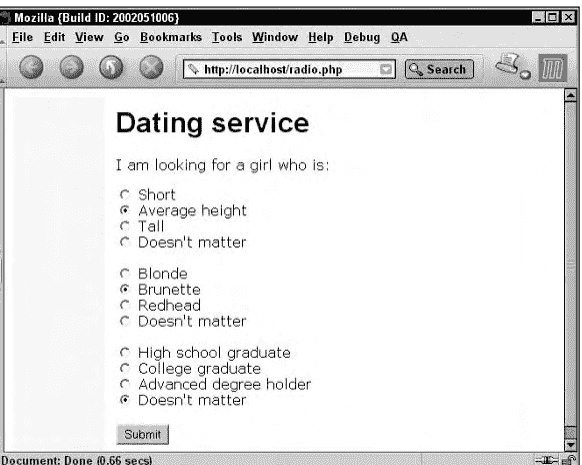 Mozilla {Build ID: 2002051006}
File Edit View Go Bookmarks Tools Window Help Debug QA
http://localhost/radio.php Search
Dating service
I am looking for a girl who is:
Short
Average height
Tall
Doesn't matter
Blonde
Brunette
Redhead
Doesn't matter
High school graduate
College graduate
Advanced degree holder
Doesn't matter
Submit
Document: Done (0.66 secs)